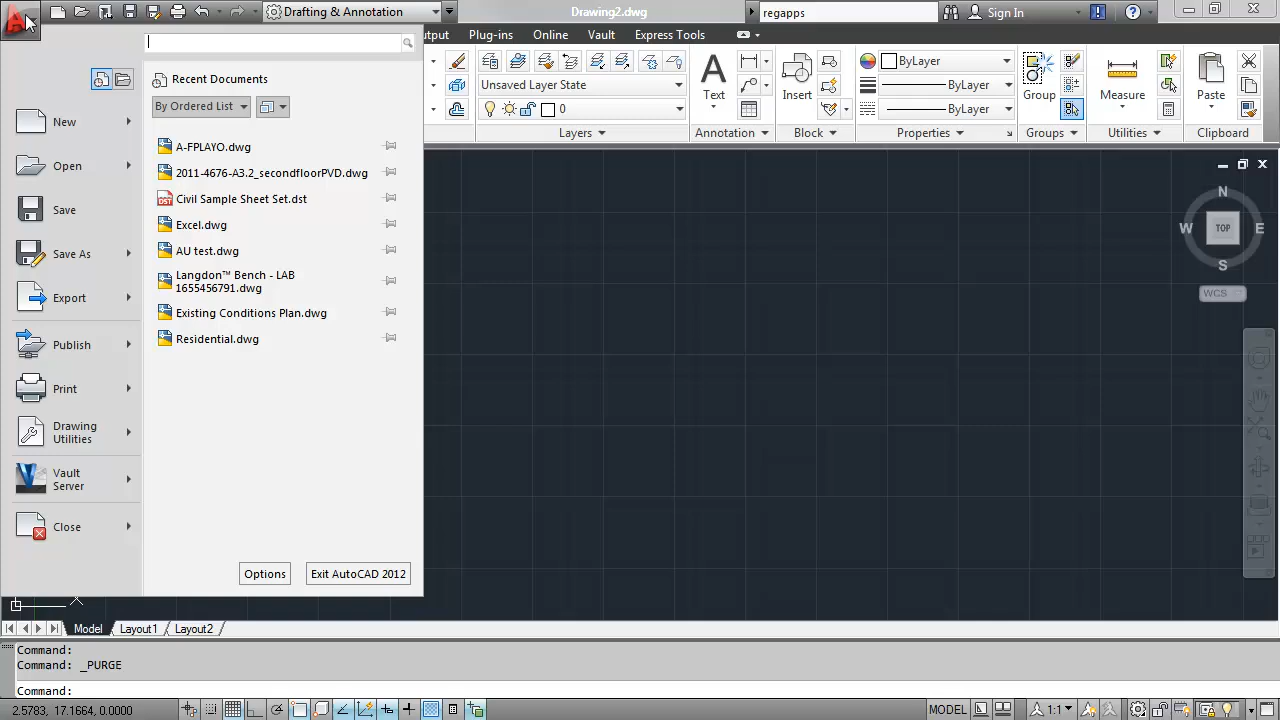 Drafting & Annotation
Drawing2.dwg
regapps
Sign In
Plug-ins
Online
Vault
Express Tools
Recent Documents
By Ordered List
New
Open
Save
Save As
Export
Publish
Print
Drawing
Utilities
Vault
Server
Close
A-FPLAYO.dwg
2011-4676-A3.2_secondfloorPVD.dwg
Civil Sample Sheet Set.dst
Excel.dwg
AU test.dwg
Langdon™ Bench - LAB
1655456791.dwg
Existing Conditions Plan.dwg
Residential.dwg
Options
Exit AutoCAD 2012
Unsaved Layer State
0
Layers
Text
Annotation
Insert
Block
ByLayer
ByLayer
ByLayer
Properties
Group
Groups
Measure
Utilities
Paste
Clipboard
N
W
TOP
E
S
WCS
Model
Layout1
Layout2
Command:
Command: _PURGE
Command:
2.5783, 17.1664, 0.0000
MODEL
1:1